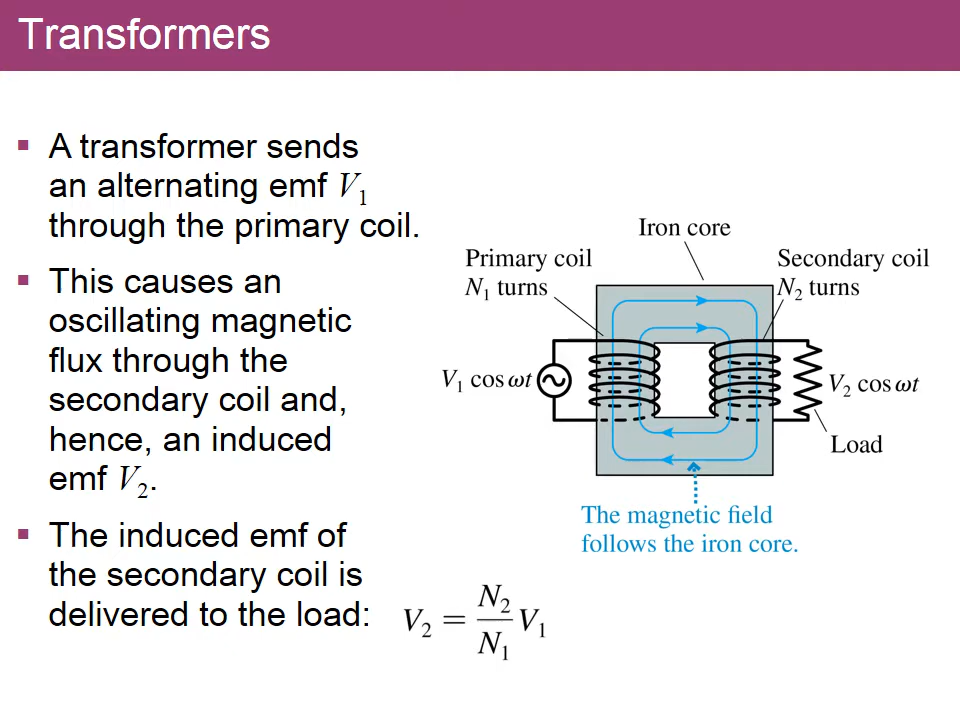 Transformers
▪ A transformer sends
an alternating emf V₁
through the primary coil.
▪ This causes an
oscillating magnetic
flux through the
secondary coil and,
hence, an induced
emf V₂.
▪ The induced emf of
the secondary coil is
delivered to the load:
V₂ = N₂/N₁ V₁
Iron core
Primary coil
N₁ turns
Secondary coil
N₂ turns
V₁ cos ωt
V₂ cos ωt
Load
The magnetic field
follows the iron core.